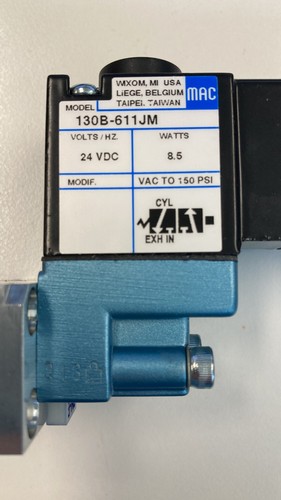 WIXOM, MI USA
LIEGE, BELGIUM
TAIPEI, TAIWAN
MAC
MODEL
130B-611JM
VOLTS / HZ.
WATTS
24 VDC
8.5
MODIF.
VAC TO 150 PSI
CYL
EXH IN